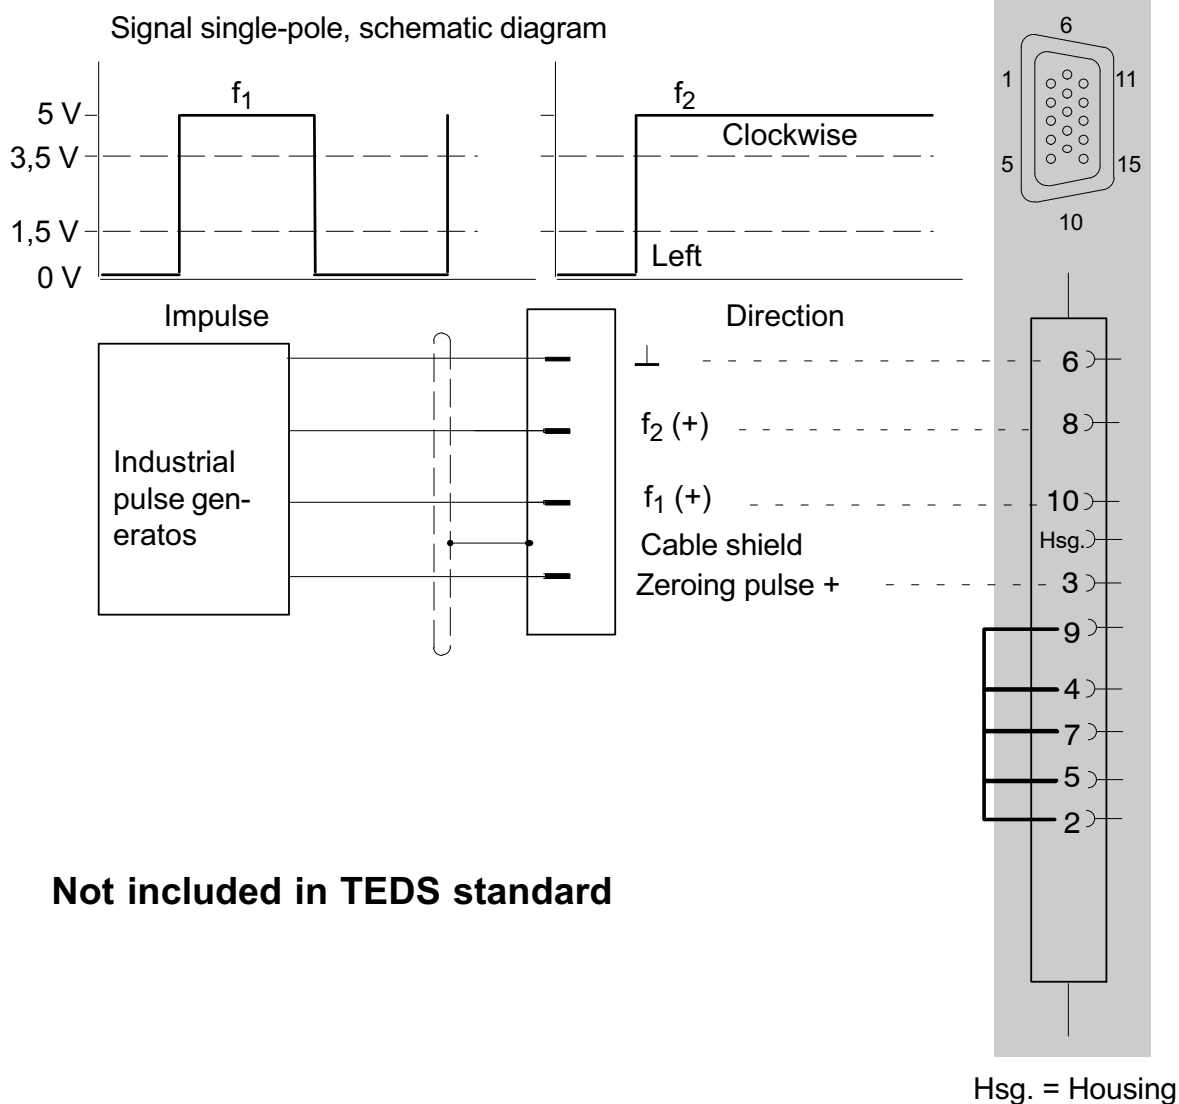 Signal single-pole, schematic diagram
6
1
11
5
15
10
5 V
3,5 V
1,5 V
0 V
f1
f2
Clockwise
Left
Impulse
Direction
Industrial
pulse gen-
eratos
f2 (+)
f1 (+)
Cable shield
Zeroing pulse +
6
8
10
Hsg.
3
9
4
7
5
2
Not included in TEDS standard
Hsg. = Housing